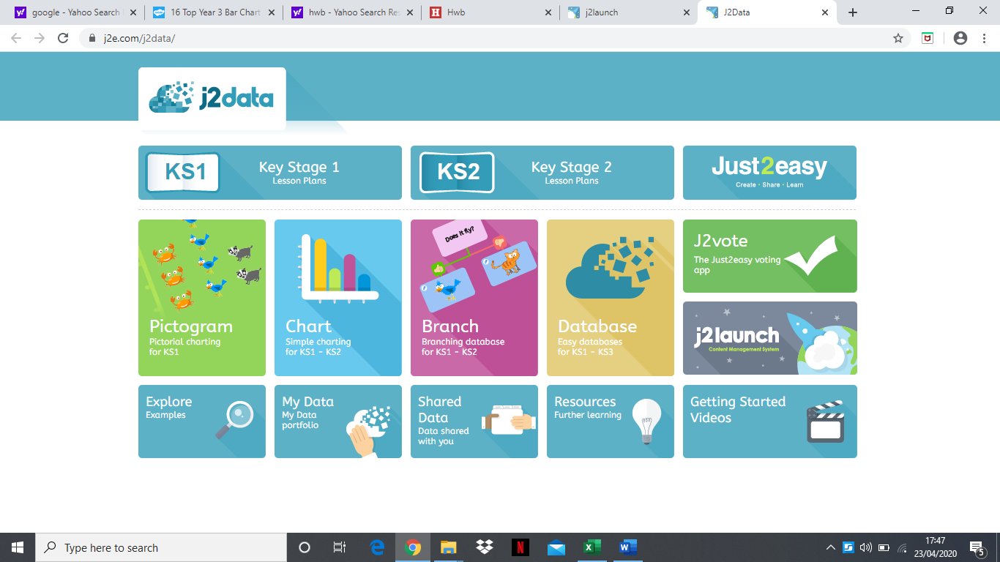 google - Yahoo Search
16 Top Year 3 Bar Chart
hwb - Yahoo Search Res
Hwb
j2launch
J2Data
j2e.com/j2data/
j2data
KS1
Key Stage 1
Lesson Plans
KS2
Key Stage 2
Lesson Plans
Just2easy
Create · Share · Learn
Pictogram
Pictorial charting
for KS1
Chart
Simple charting
for KS1 - KS2
Does it fly?
Branch
Branching database
for KS1 - KS2
Database
Easy databases
for KS1 - KS3
J2vote
The Just2easy voting
app
j2launch
Content Management System
Explore
Examples
My Data
My Data
portfolio
Shared
Data
Data shared
with you
Resources
Further learning
Getting Started
Videos
Type here to search
17:47
23/04/2020
5